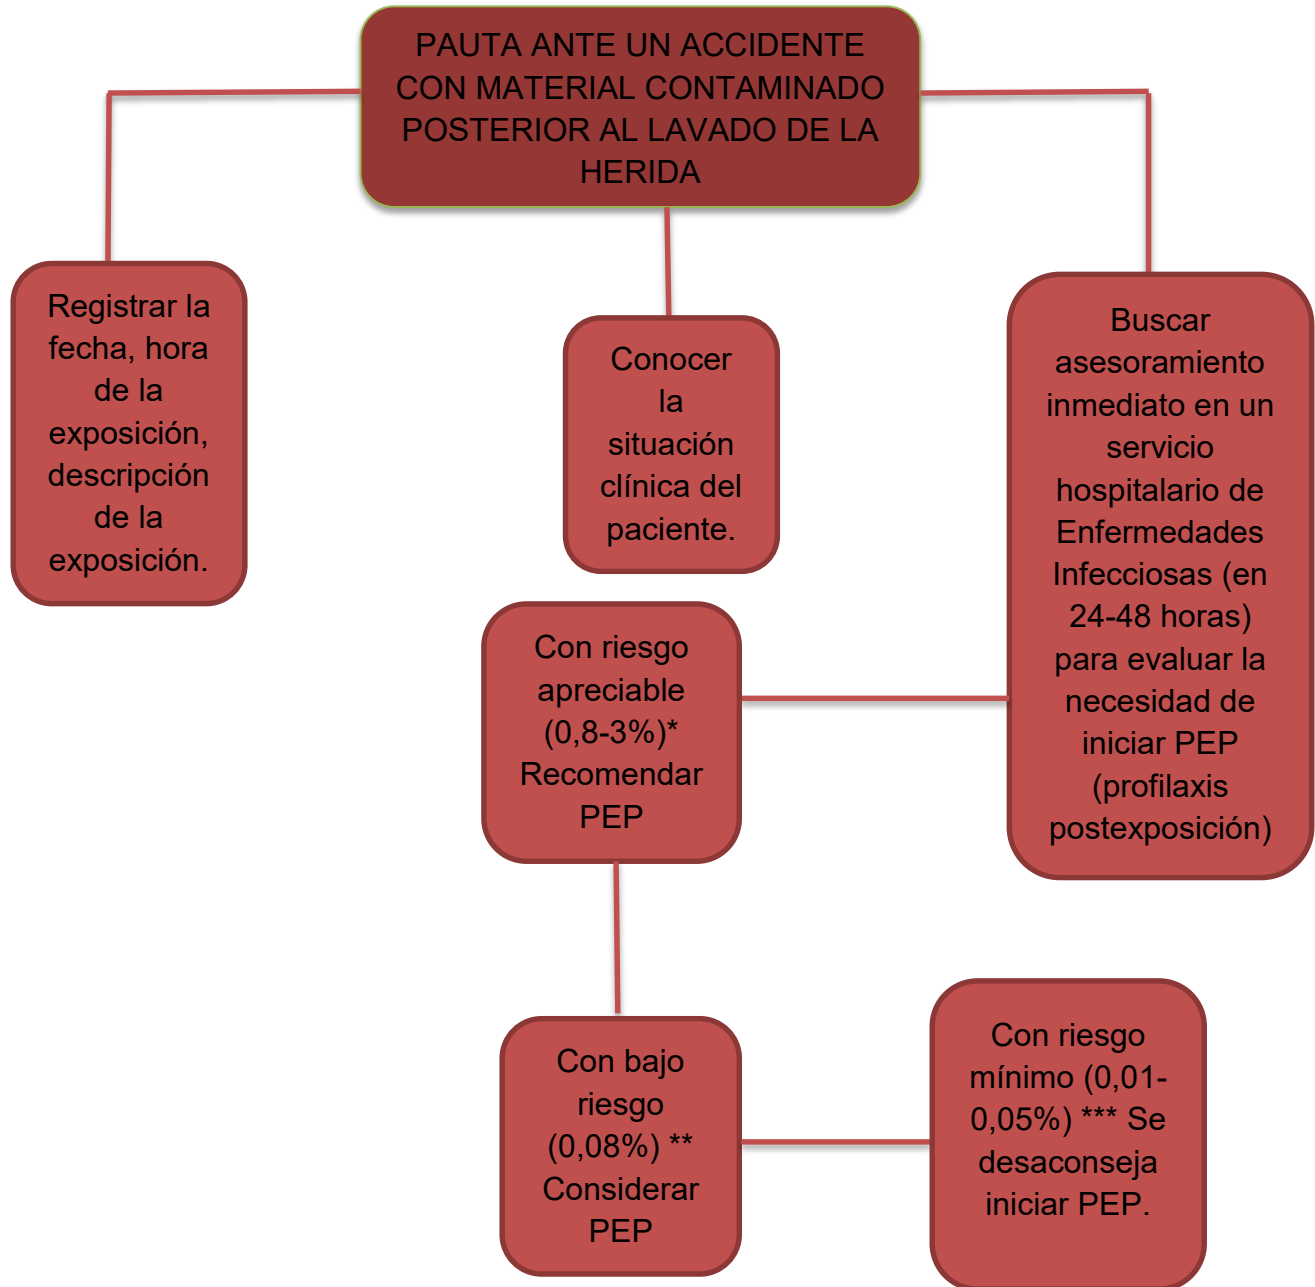 PAUTA ANTE UN ACCIDENTE
CON MATERIAL CONTAMINADO
POSTERIOR AL LAVADO DE LA
HERIDA
Registrar la
fecha, hora
de la
exposición,
descripción
de la
exposición.
Conocer
la
situación
clínica del
paciente.
Buscar
asesoramiento
inmediato en un
servicio
hospitalario de
Enfermedades
Infecciosas (en
24-48 horas)
para evaluar la
necesidad de
iniciar PEP
(profilaxis
postexposición)
Con riesgo
apreciable
(0,8-3%)*
Recomendar
PEP
Con bajo
riesgo
(0,08%) **
Considerar
PEP
Con riesgo
mínimo (0,01-
0,05%) *** Se
desaconseja
iniciar PEP.